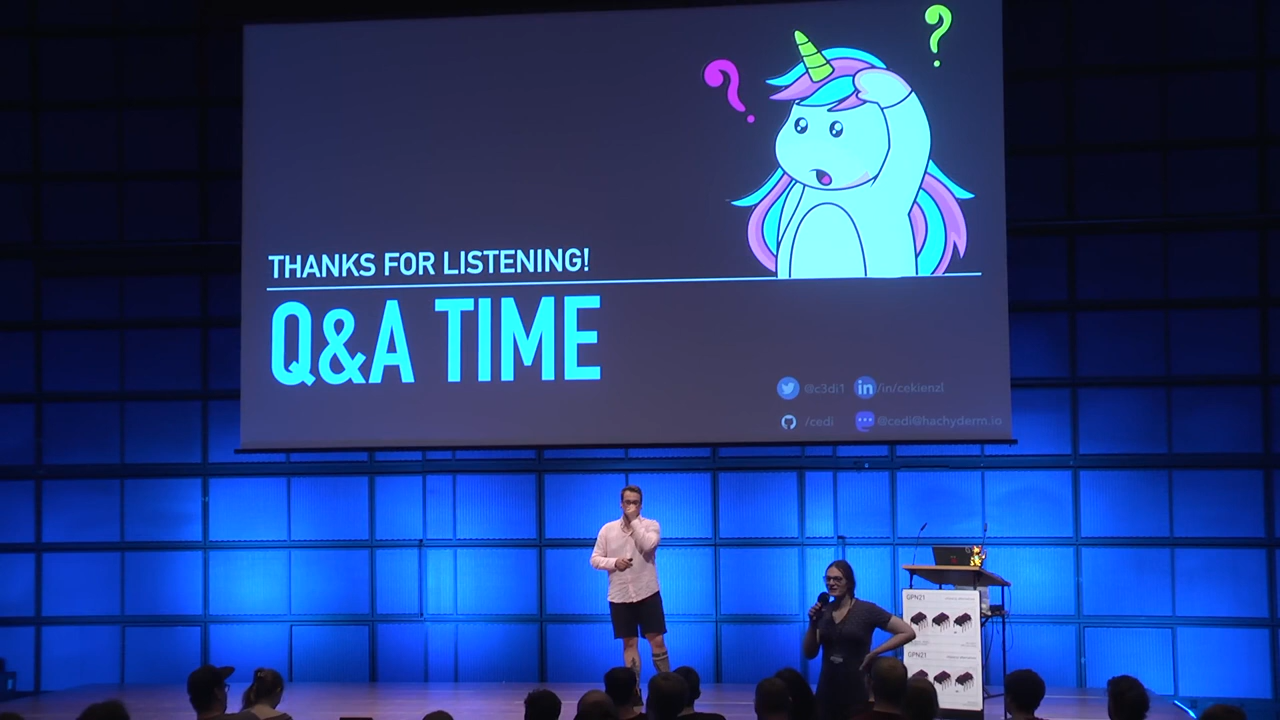 THANKS FOR LISTENING!
Q&A TIME
@c3di1
/in/cekienzl
/cedi
@cedi@hachyderm.io
GPN21
GPN21